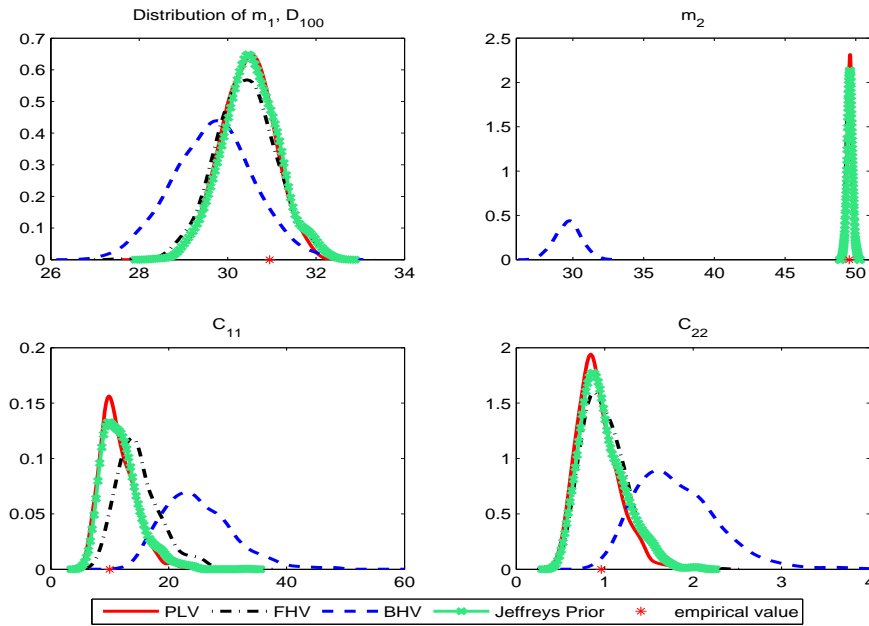 Distribution of m₁, D₁₀₀
0.7
0.6
0.5
0.4
0.3
0.2
0.1
0
26 28 30 32 34
m₂
2.5
2
1.5
1
0.5
0
30 35 40 45 50
C₁₁
0.2
0.15
0.1
0.05
0
0 20 40 60
C₂₂
2
1.5
1
0.5
0
0 1 2 3 4
PLV FHV BHV Jeffreys Prior empirical value